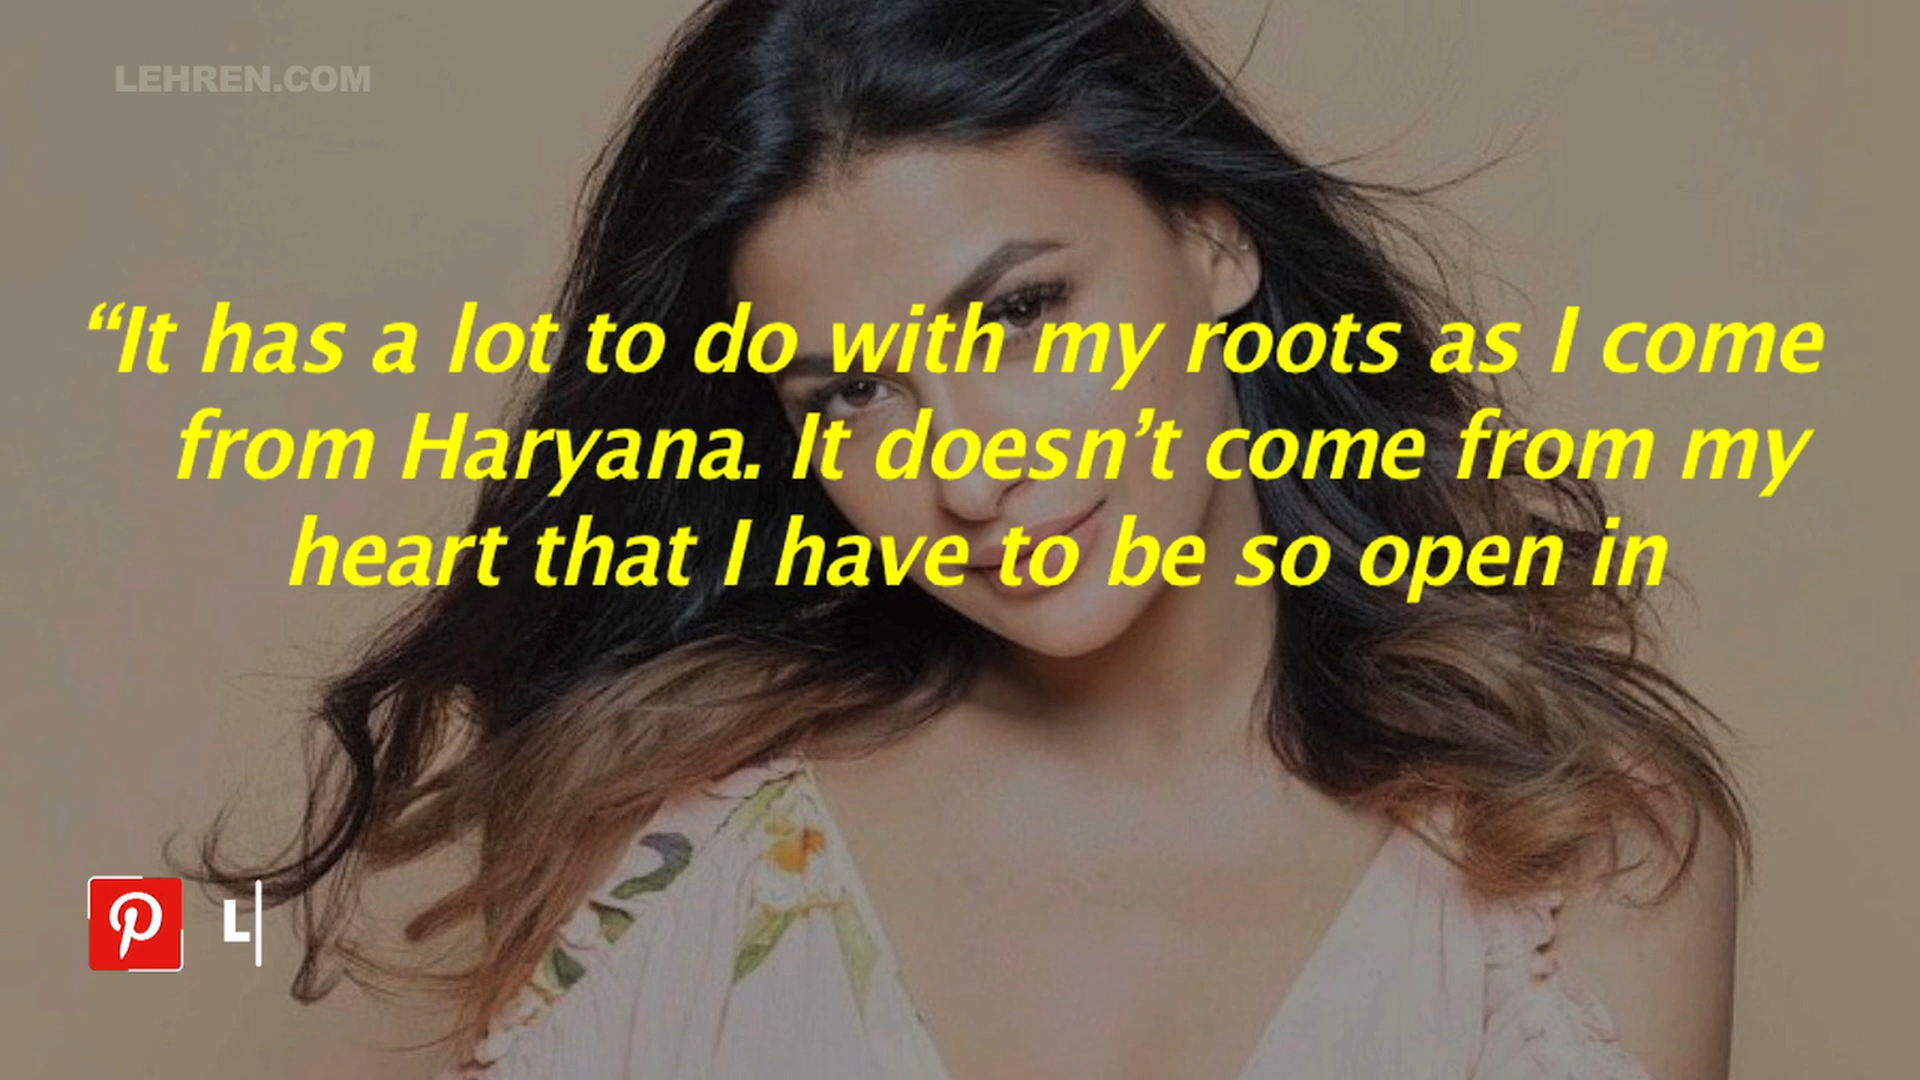 LEHREN.COM
“It has a lot to do with my roots as I come
from Haryana. It doesn’t come from my
heart that I have to be so open in
L